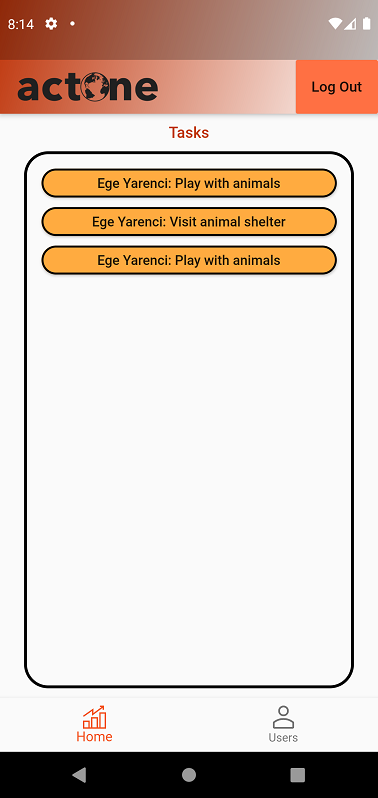 8:14
actone
Log Out
Tasks
Ege Yarenci: Play with animals
Ege Yarenci: Visit animal shelter
Ege Yarenci: Play with animals
Home
Users